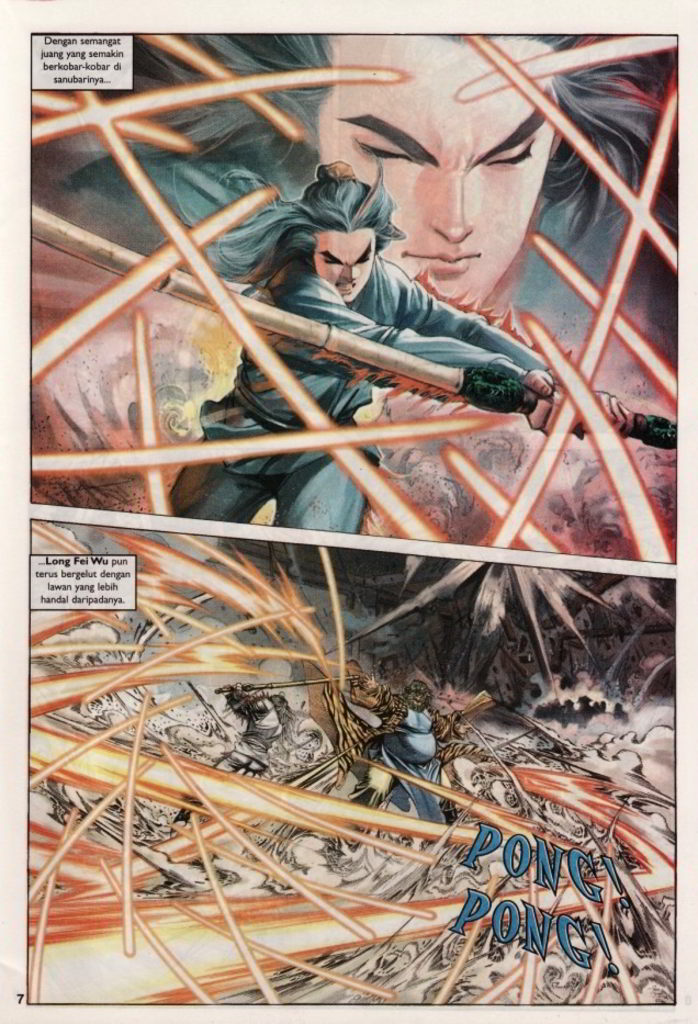 Dengan semangat
juang yang semakin
berkobar-kobar di
sanubarinya...
...Long Fei Wu pun
terus bergelut dengan
lawan yang lebih
handal daripadanya.
PONG!
PONG!
7